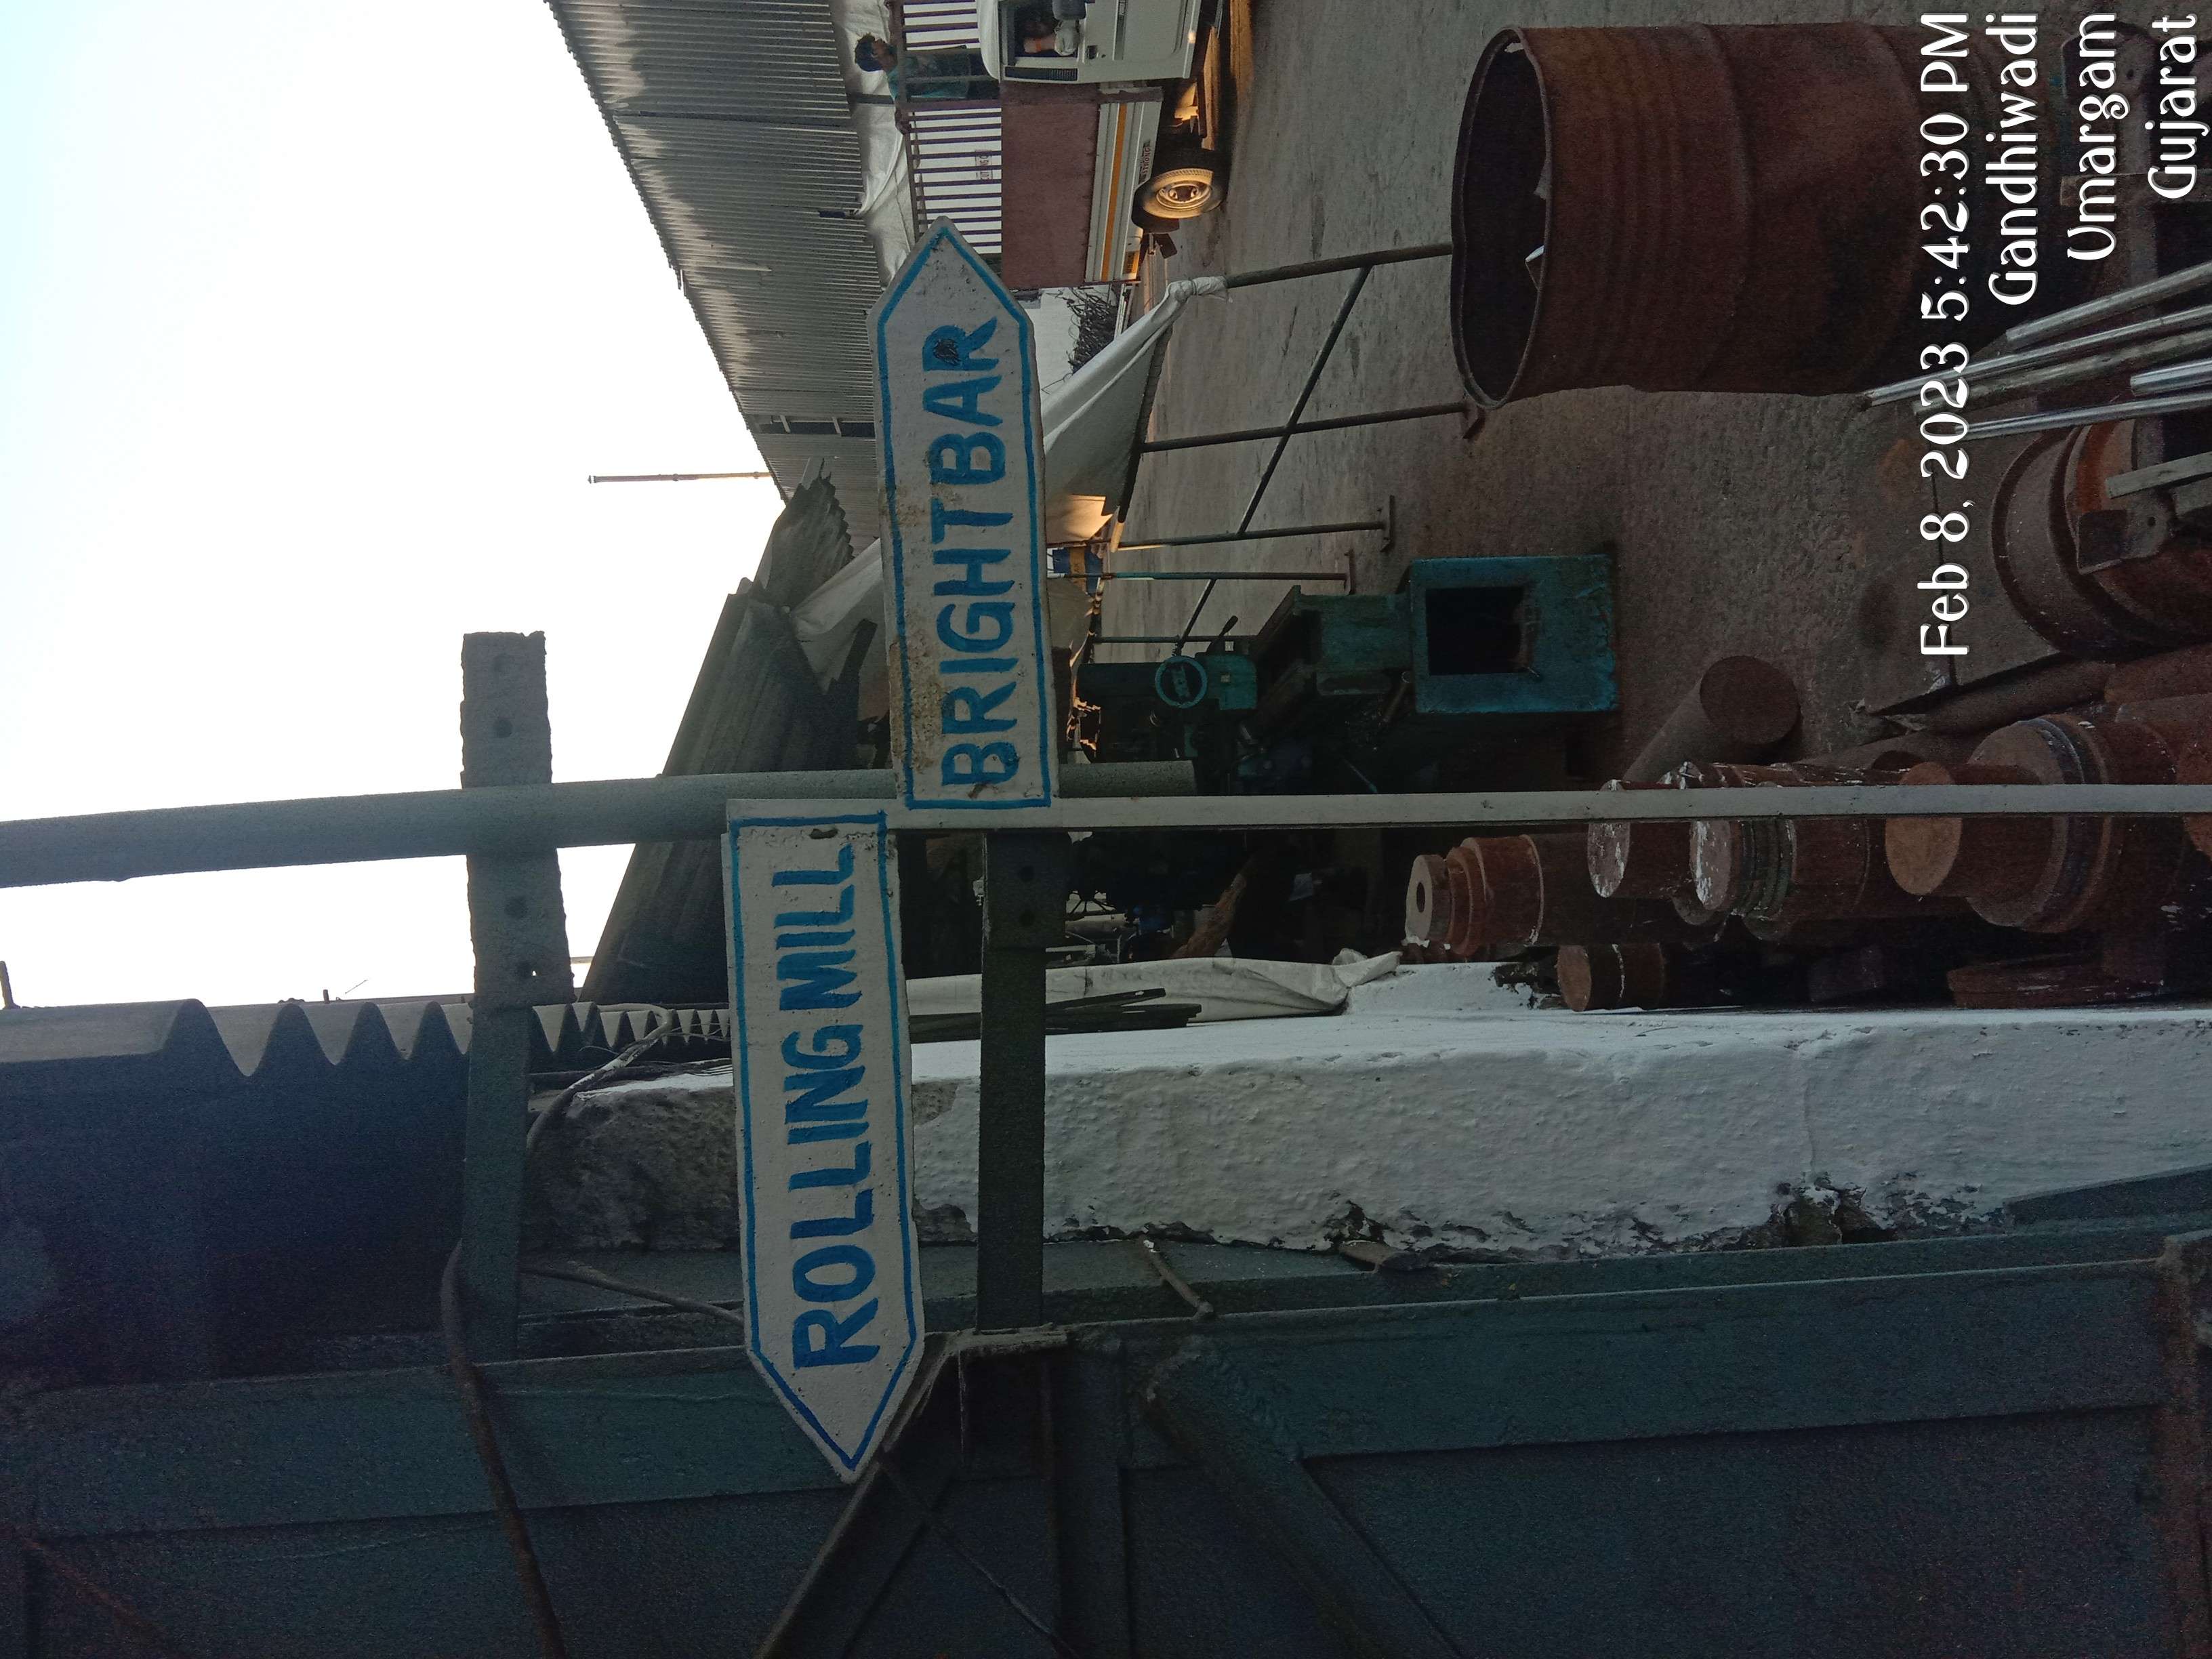 ROLLING MILL
BRIGHT BAR
Feb 8, 2023 5:42:30 PM
Gandhiwadi
Umargam
Gujarat